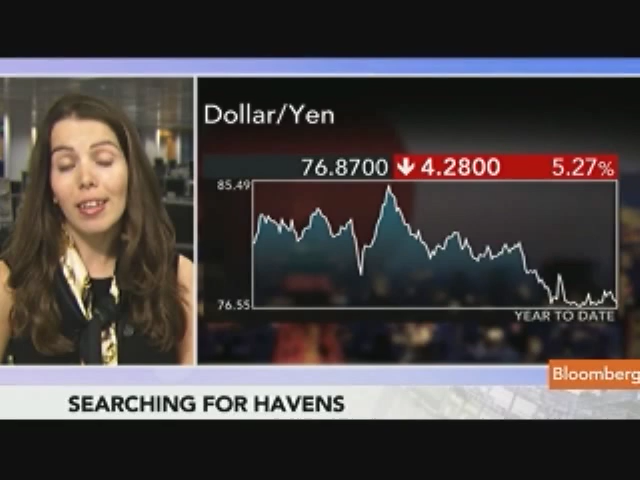 Dollar/Yen
76.8700 4.2800 5.27%
85.49
76.55
YEAR TO DATE
Bloomberg
SEARCHING FOR HAVENS